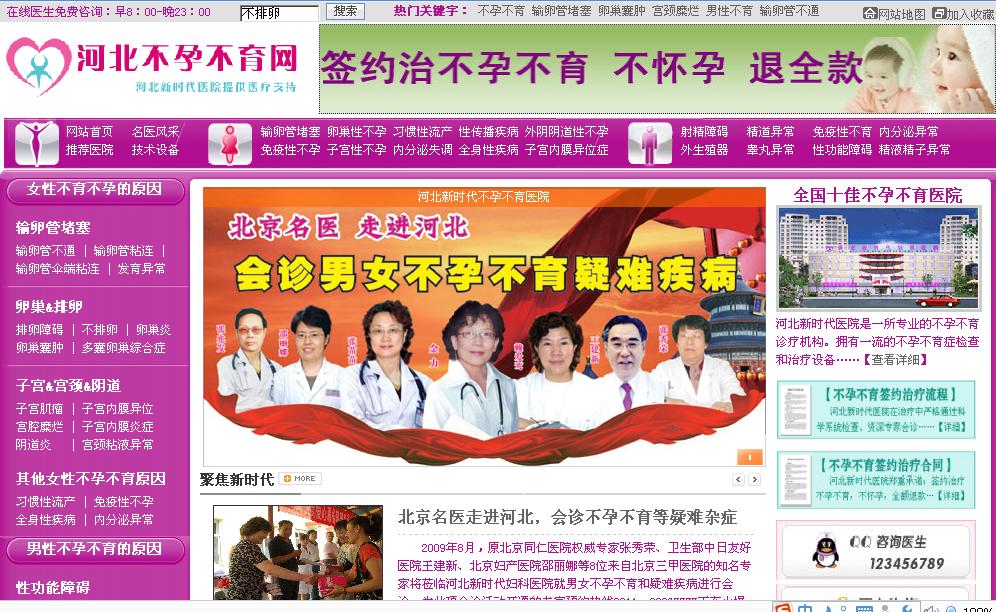 在线医生免费咨询：早8：00-晚23：00
不排卵
搜索
热门关键字： 不孕不育 输卵管堵塞 卵巢囊肿 宫颈糜烂 男性不育 输卵管不通
网站地图 加入收藏
河北不孕不育网
河北新时代医院提供医疗支持
签约治不孕不育 不怀孕 退全款
网站首页 名医风采
推荐医院 技术设备
输卵管堵塞 卵巢性不孕 习惯性流产 性传播疾病 外阴阴道性不孕
免疫性不孕 子宫性不孕 内分泌失调 全身性疾病 子宫内膜异位症
射精障碍 精道异常 免疫性不育 内分泌异常
外生殖器 睾丸异常 性功能障碍 精液精子异常
女性不育不孕的原因
输卵管堵塞
输卵管不通 | 输卵管粘连 |
输卵管伞端粘连 | 发育异常
卵巢&排卵
排卵障碍 | 不排卵 | 卵巢炎
卵巢囊肿 | 多囊卵巢综合症
子宫&宫颈&阴道
子宫肌瘤 | 子宫内膜异位
宫腔糜烂 | 子宫内膜炎症
阴道炎 | 宫颈粘液异常
其他女性不孕不育原因
习惯性流产 | 免疫性不孕
全身性疾病 | 内分泌异常
男性不孕不育的原因
性功能障碍
河北新时代不孕不育医院
北京名医 走进河北
会诊男女不孕不育疑难疾病
邵丽娜
张苗苗
金力
王建新
张秀荣
1
聚焦新时代
MORE
北京名医走进河北，会诊不孕不育等疑难杂症
2009年8月，原北京同仁医院权威专家张秀荣、卫生部中日友好
医院王建新、北京妇产医院邵丽娜等8位来自北京三甲医院的知名专
家将莅临河北新时代妇科医院就男女不孕不育和疑难疾病进行会
全国十佳不孕不育医院
河北新时代医院是一所专业的不孕不育
诊疗机构。拥有一流的不孕不育症检查
和治疗设备……【查看详细】
【不孕不育签约治疗流程】
河北新时代医院在治疗中严格通过科
学系统检查、资深专家会诊……【详细】
【不孕不育签约治疗合同】
河北新时代医院郑重承诺：签约治疗
不孕不育，不怀孕，全额退款…【详细】
QQ 咨询医生
123456789
中
100%